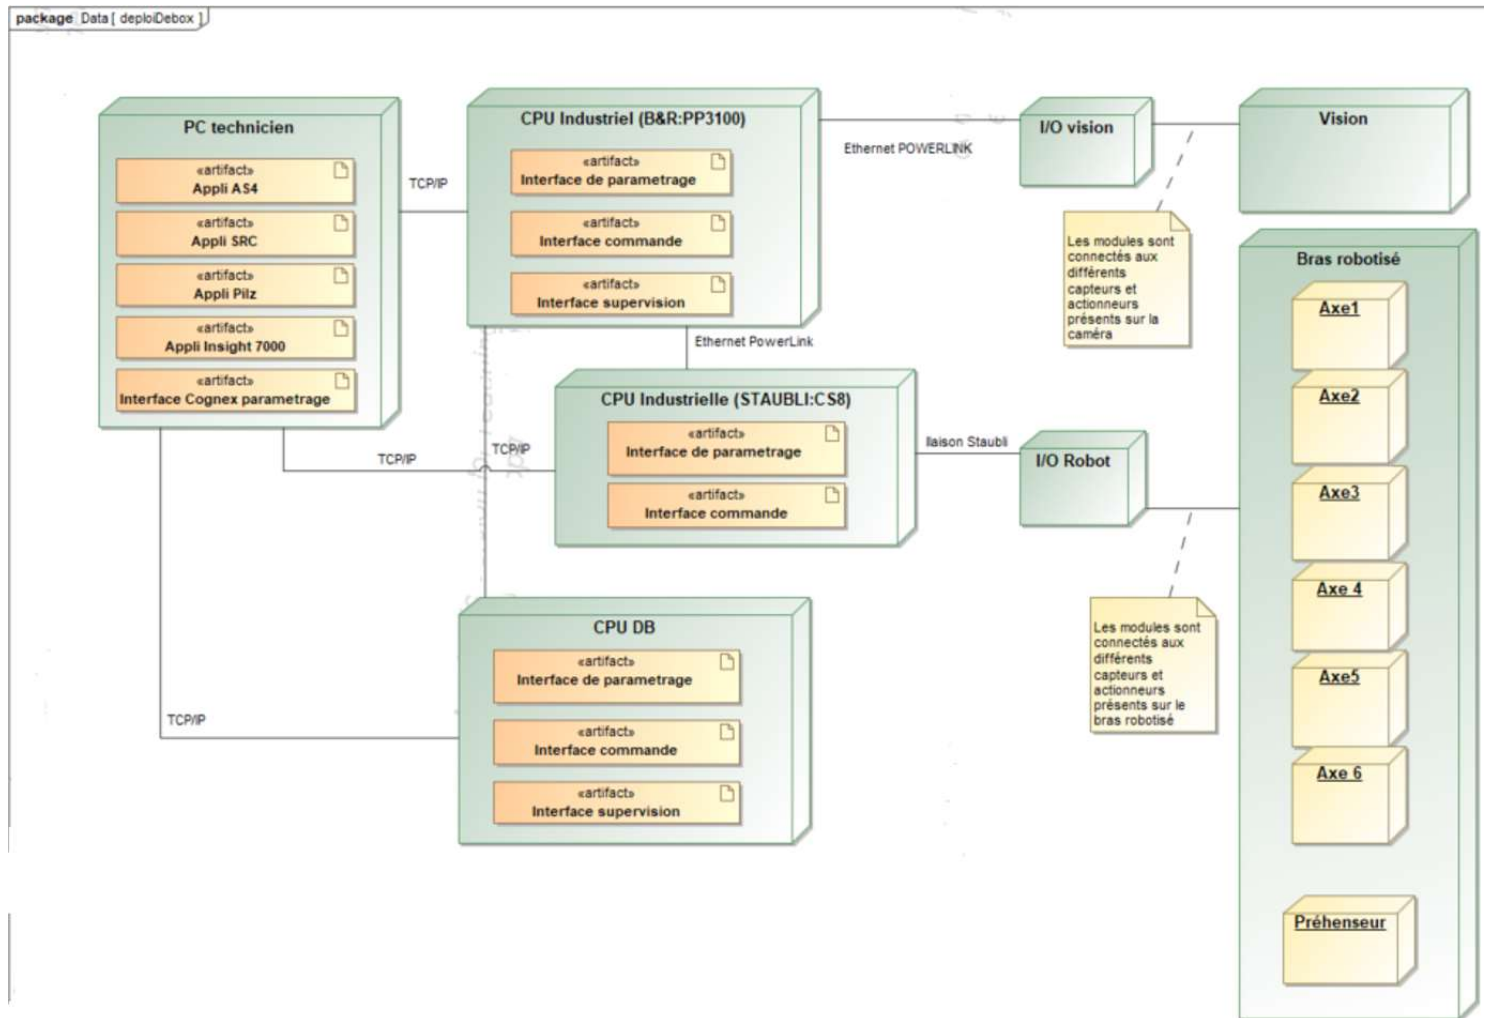 package Data [ deploiDebox ]
PC technicien
«artifact»
Appli AS4
«artifact»
Appli SRC
«artifact»
Appli Pilz
«artifact»
Appli Insight 7000
«artifact»
Interface Cognex parametrage
TCP/IP
CPU Industriel (B&R:PP3100)
«artifact»
Interface de parametrage
«artifact»
Interface commande
«artifact»
Interface supervision
Ethernet POWERLINK
I/O vision
Vision
Les modules sont
connectés aux
différents
capteurs et
actionneurs
présents sur la
caméra
Ethernet PowerLink
CPU Industrielle (STAUBLI:CS8)
«artifact»
Interface de parametrage
«artifact»
Interface commande
TCP/IP
TCP/IP
liaison Staubli
I/O Robot
Les modules sont
connectés aux
différents
capteurs et
actionneurs
présents sur le
bras robotisé
TCP/IP
CPU DB
«artifact»
Interface de parametrage
«artifact»
Interface commande
«artifact»
Interface supervision
Bras robotisé
Axe1
Axe2
Axe3
Axe 4
Axe5
Axe 6
Préhenseur